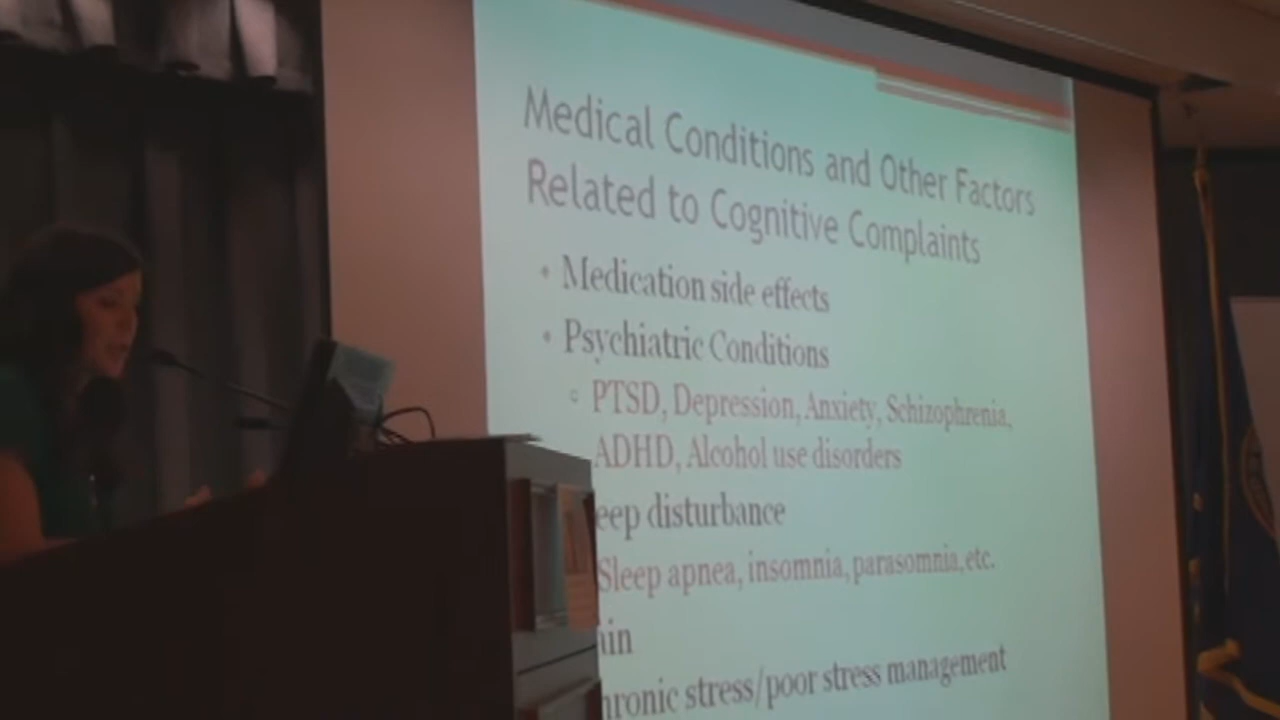 Medical Conditions and Other Factors
Related to Cognitive Complaints
• Medication side effects
• Psychiatric Conditions
▫ PTSD, Depression, Anxiety, Schizophrenia,
ADHD, Alcohol use disorders
eep disturbance
Sleep apnea, insomnia, parasomnia, etc.
ain
hronic stress/poor stress management